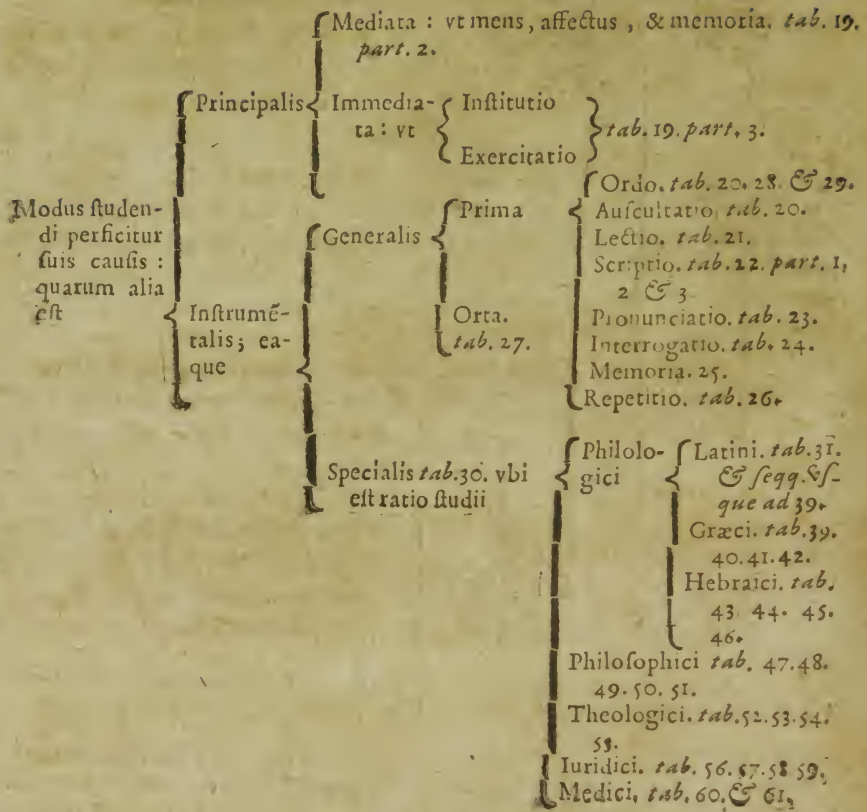 Mediata : vt mens, affectus , & memoria. tab. 19.
part. 2.
Principalis
Immedia-
ta : vt
Institutio
Exercitatio
tab. 19. part. 3.
Modus studen-
di perficitur
suis causis :
quarum alia
est
Instrumē-
talis; ea-
que
Generalis
Prima
Ordo. tab. 20. 28. & 29.
Auscultatio, tab. 20.
Lectio. tab. 21.
Scriptio. tab. 22. part. 1,
2 & 3
Pronunciatio. tab. 23.
Interrogatio. tab. 24.
Memoria. 25.
Repetitio. tab. 26.
Orta.
tab. 27.
Specialis tab. 30. vbi
est ratio studii
Philolo-
gici
Latini. tab. 31.
& seqq. vs-
que ad 39.
Græci. tab. 39.
40. 41. 42.
Hebraici. tab.
43 44. 45.
46.
Philosophici tab. 47. 48.
49. 50. 51.
Theologici. tab. 52. 53. 54.
55.
Iuridici. tab. 56. 57. 58 59.
Medici, tab. 60. & 61,